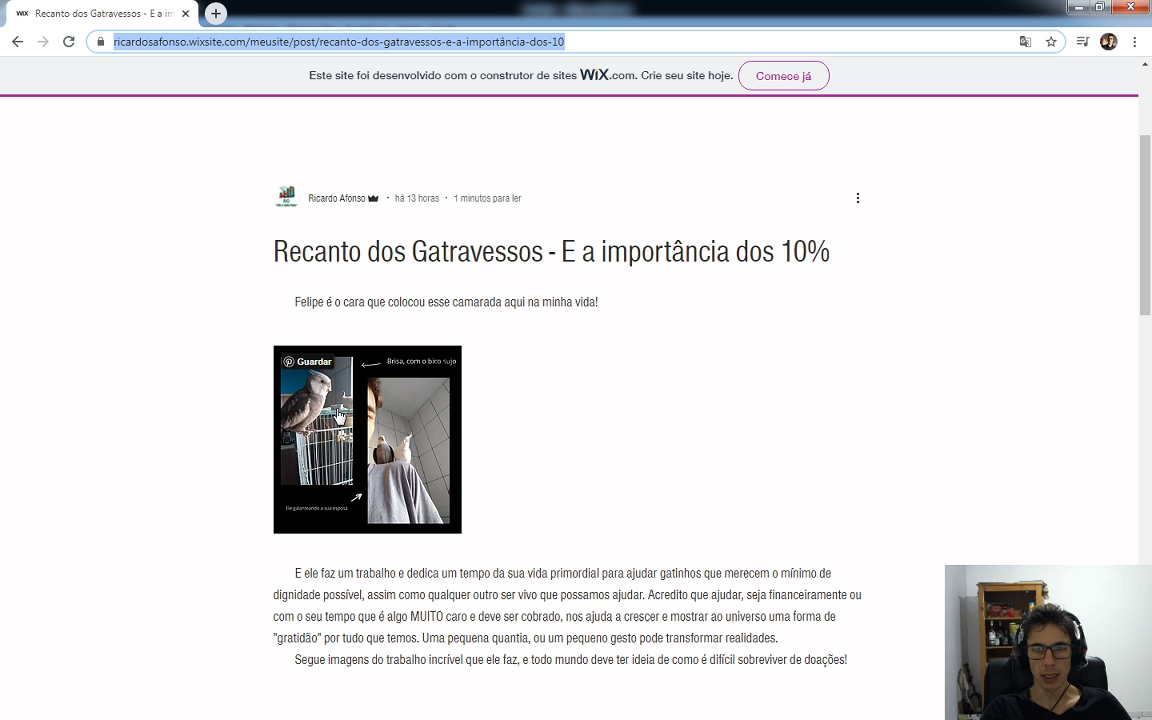 WiX Recanto dos Gatravessos - E a im
ricardosafonso.wixsite.com/meusite/post/recanto-dos-gatravessos-e-a-importância-dos-10
Este site foi desenvolvido com o construtor de sites WiX.com. Crie seu site hoje. Comece já
Ricardo Afonso · há 13 horas · 1 minutos para ler
Recanto dos Gatravessos - E a importância dos 10%
Felipe é o cara que colocou esse camarada aqui na minha vida!
Guardar
Brisa, com o bico sujo
Ele galanteando a sua esposa
E ele faz um trabalho e dedica um tempo da sua vida primordial para ajudar gatinhos que merecem o mínimo de
dignidade possível, assim como qualquer outro ser vivo que possamos ajudar. Acredito que ajudar, seja financeiramente ou
com o seu tempo que é algo MUITO caro e deve ser cobrado, nos ajuda a crescer e mostrar ao universo uma forma de
"gratidão" por tudo que temos. Uma pequena quantia, ou um pequeno gesto pode transformar realidades.
Segue imagens do trabalho incrível que ele faz, e todo mundo deve ter ideia de como é difícil sobreviver de doações!